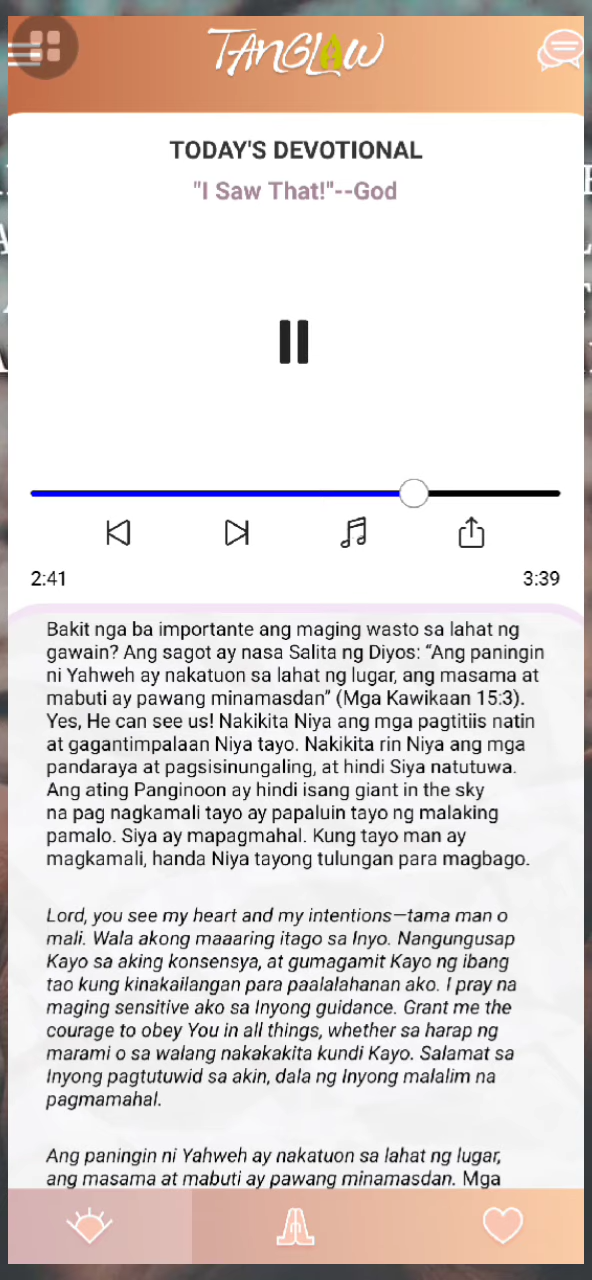 TANGLAW
TODAY'S DEVOTIONAL
"I Saw That!"--God
2:41
3:39
Bakit nga ba importante ang maging wasto sa lahat ng
gawain? Ang sagot ay nasa Salita ng Diyos: “Ang paningin
ni Yahweh ay nakatuon sa lahat ng lugar, ang masama at
mabuti ay pawang minamasdan” (Mga Kawikaan 15:3).
Yes, He can see us! Nakikita Niya ang mga pagtitiis natin
at gagantimpalaan Niya tayo. Nakikita rin Niya ang mga
pandaraya at pagsisinungaling, at hindi Siya natutuwa.
Ang ating Panginoon ay hindi isang giant in the sky
na pag nagkamali tayo ay papaluin tayo ng malaking
pamalo. Siya ay mapagmahal. Kung tayo man ay
magkamali, handa Niya tayong tulungan para magbago.
Lord, you see my heart and my intentions—tama man o
mali. Wala akong maaaring itago sa Inyo. Nangungusap
Kayo sa aking konsensya, at gumagamit Kayo ng ibang
tao kung kinakailangan para paalalahanan ako. I pray na
maging sensitive ako sa Inyong guidance. Grant me the
courage to obey You in all things, whether sa harap ng
marami o sa walang nakakakita kundi Kayo. Salamat sa
Inyong pagtutuwid sa akin, dala ng Inyong malalim na
pagmamahal.
Ang paningin ni Yahweh ay nakatuon sa lahat ng lugar,
ang masama at mabuti ay pawang minamasdan. Mga